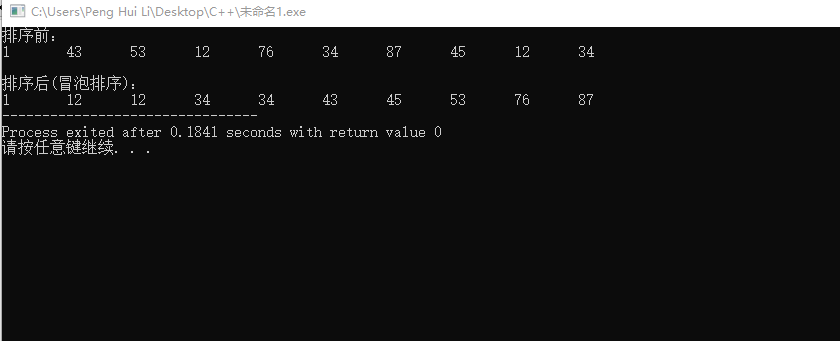 C:\Users\Peng Hui Li\Desktop\C++\未命名1.exe
排序前:
1 43 53 12 76 34 87 45 12 34
排序后(冒泡排序):
1 12 12 34 34 43 45 53 76 87
--------------------------------
Process exited after 0.1841 seconds with return value 0
请按任意键继续. . .